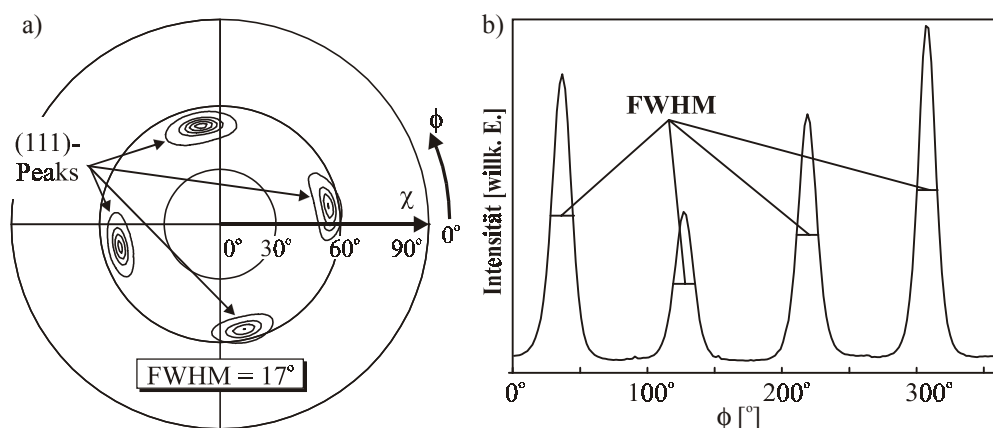 a)
(111)-
Peaks
ϕ
χ
0° 30° 60° 90° 0°
FWHM = 17°
b)
FWHM
Intensität [willk. E.]
0° 100° 200° 300°
ϕ [°]